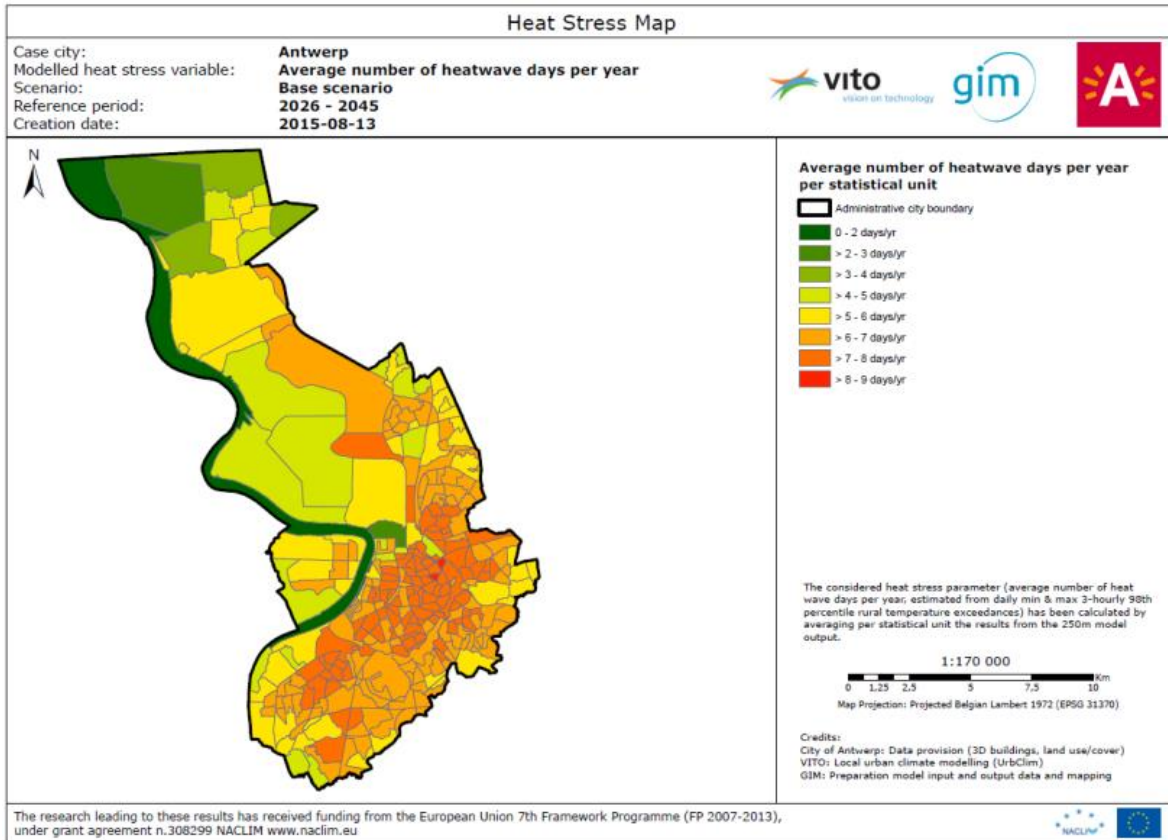 Heat Stress Map
Case city: Antwerp
Modelled heat stress variable: Average number of heatwave days per year
Scenario: Base scenario
Reference period: 2026 - 2045
Creation date: 2015-08-13
vito
vision on technology
gim
A
N
Average number of heatwave days per year
per statistical unit
Administrative city boundary
0 - 2 days/yr
> 2 - 3 days/yr
> 3 - 4 days/yr
> 4 - 5 days/yr
> 5 - 6 days/yr
> 6 - 7 days/yr
> 7 - 8 days/yr
> 8 - 9 days/yr
The considered heat stress parameter (average number of heat
wave days per year, estimated from daily min & max 3-hourly 98th
percentile rural temperature exceedances) has been calculated by
averaging per statistical unit the results from the 250m model
output.
1:170 000
Km
0 1,25 2,5 5 7,5 10
Map Projection: Projected Belgian Lambert 1972 (EPSG 31370)
Credits:
City of Antwerp: Data provision (3D buildings, land use/cover)
VITO: Local urban climate modelling (UrbClim)
GIM: Preparation model input and output data and mapping
The research leading to these results has received funding from the European Union 7th Framework Programme (FP 2007-2013),
under grant agreement n.308299 NACLIM www.naclim.eu
NACLIM